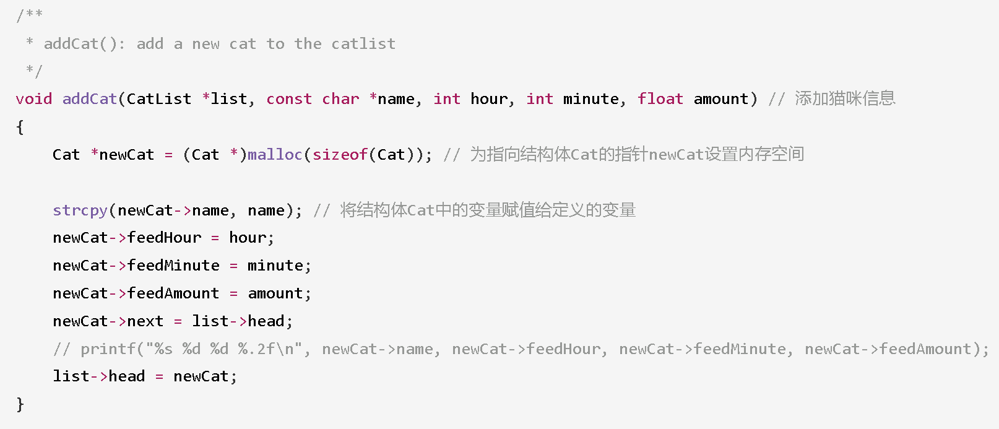 /**
 * addCat(): add a new cat to the catlist
 */
void addCat(CatList *list, const char *name, int hour, int minute, float amount) // 添加猫咪信息
{
    Cat *newCat = (Cat *)malloc(sizeof(Cat)); // 为指向结构体Cat的指针newCat设置内存空间

    strcpy(newCat->name, name); // 将结构体Cat中的变量赋值给定义的变量
    newCat->feedHour = hour;
    newCat->feedMinute = minute;
    newCat->feedAmount = amount;
    newCat->next = list->head;
    // printf("%s %d %d %.2f\n", newCat->name, newCat->feedHour, newCat->feedMinute, newCat->feedAmount);
    list->head = newCat;
}